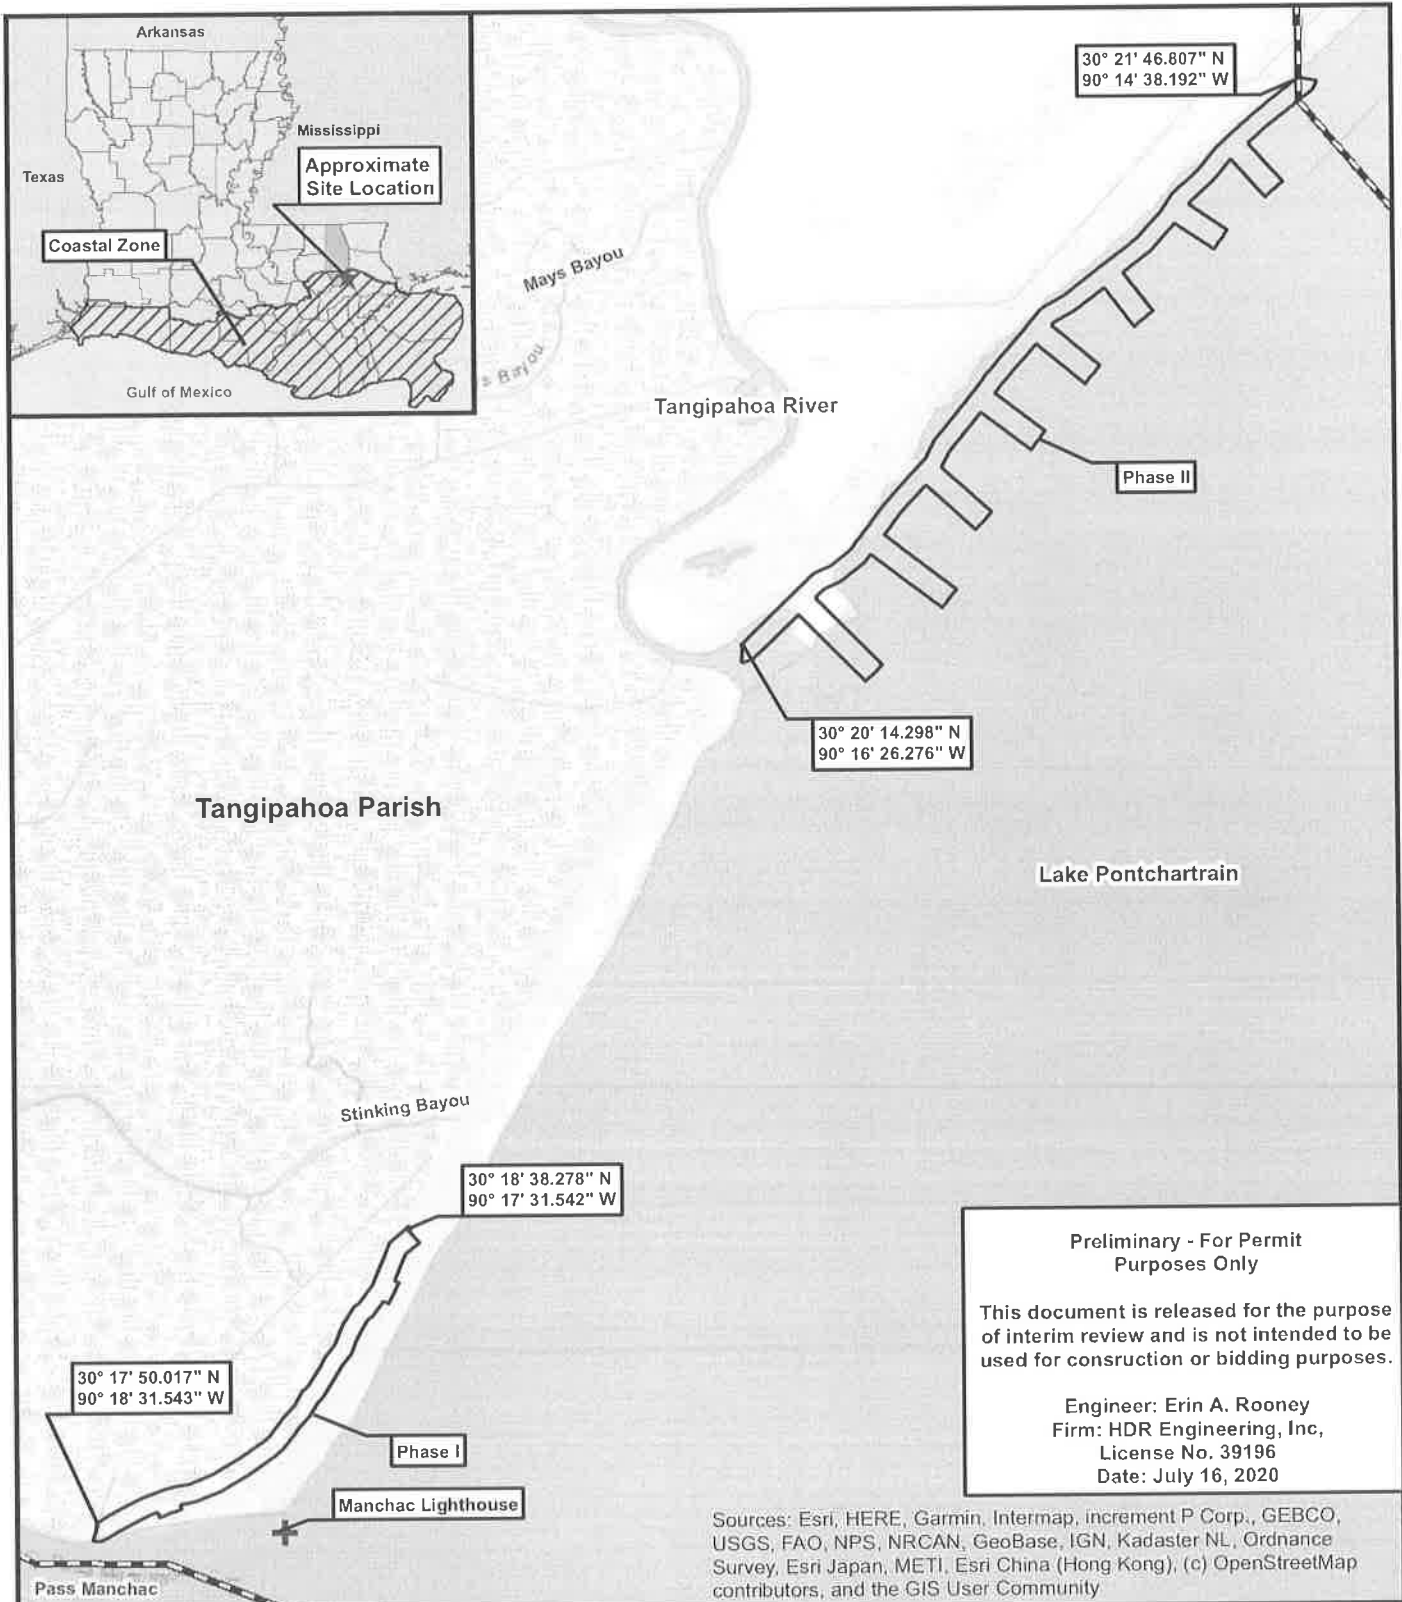 Arkansas
Mississippi
Texas
Approximate
Site Location
Coastal Zone
Gulf of Mexico
30° 21' 46.807" N
90° 14' 38.192" W
Mays Bayou
s Bayou
Tangipahoa River
Phase II
30° 20' 14.298" N
90° 16' 26.276" W
Tangipahoa Parish
Lake Pontchartrain
Stinking Bayou
30° 18' 38.278" N
90° 17' 31.542" W
30° 17' 50.017" N
90° 18' 31.543" W
Phase I
Manchac Lighthouse
Pass Manchac
Preliminary - For Permit
Purposes Only
This document is released for the purpose
of interim review and is not intended to be
used for consruction or bidding purposes.
Engineer: Erin A. Rooney
Firm: HDR Engineering, Inc,
License No. 39196
Date: July 16, 2020
Sources: Esri, HERE, Garmin, Intermap, increment P Corp., GEBCO,
USGS, FAO, NPS, NRCAN, GeoBase, IGN, Kadaster NL, Ordnance
Survey, Esri Japan, METI, Esri China (Hong Kong), (c) OpenStreetMap
contributors, and the GIS User Community